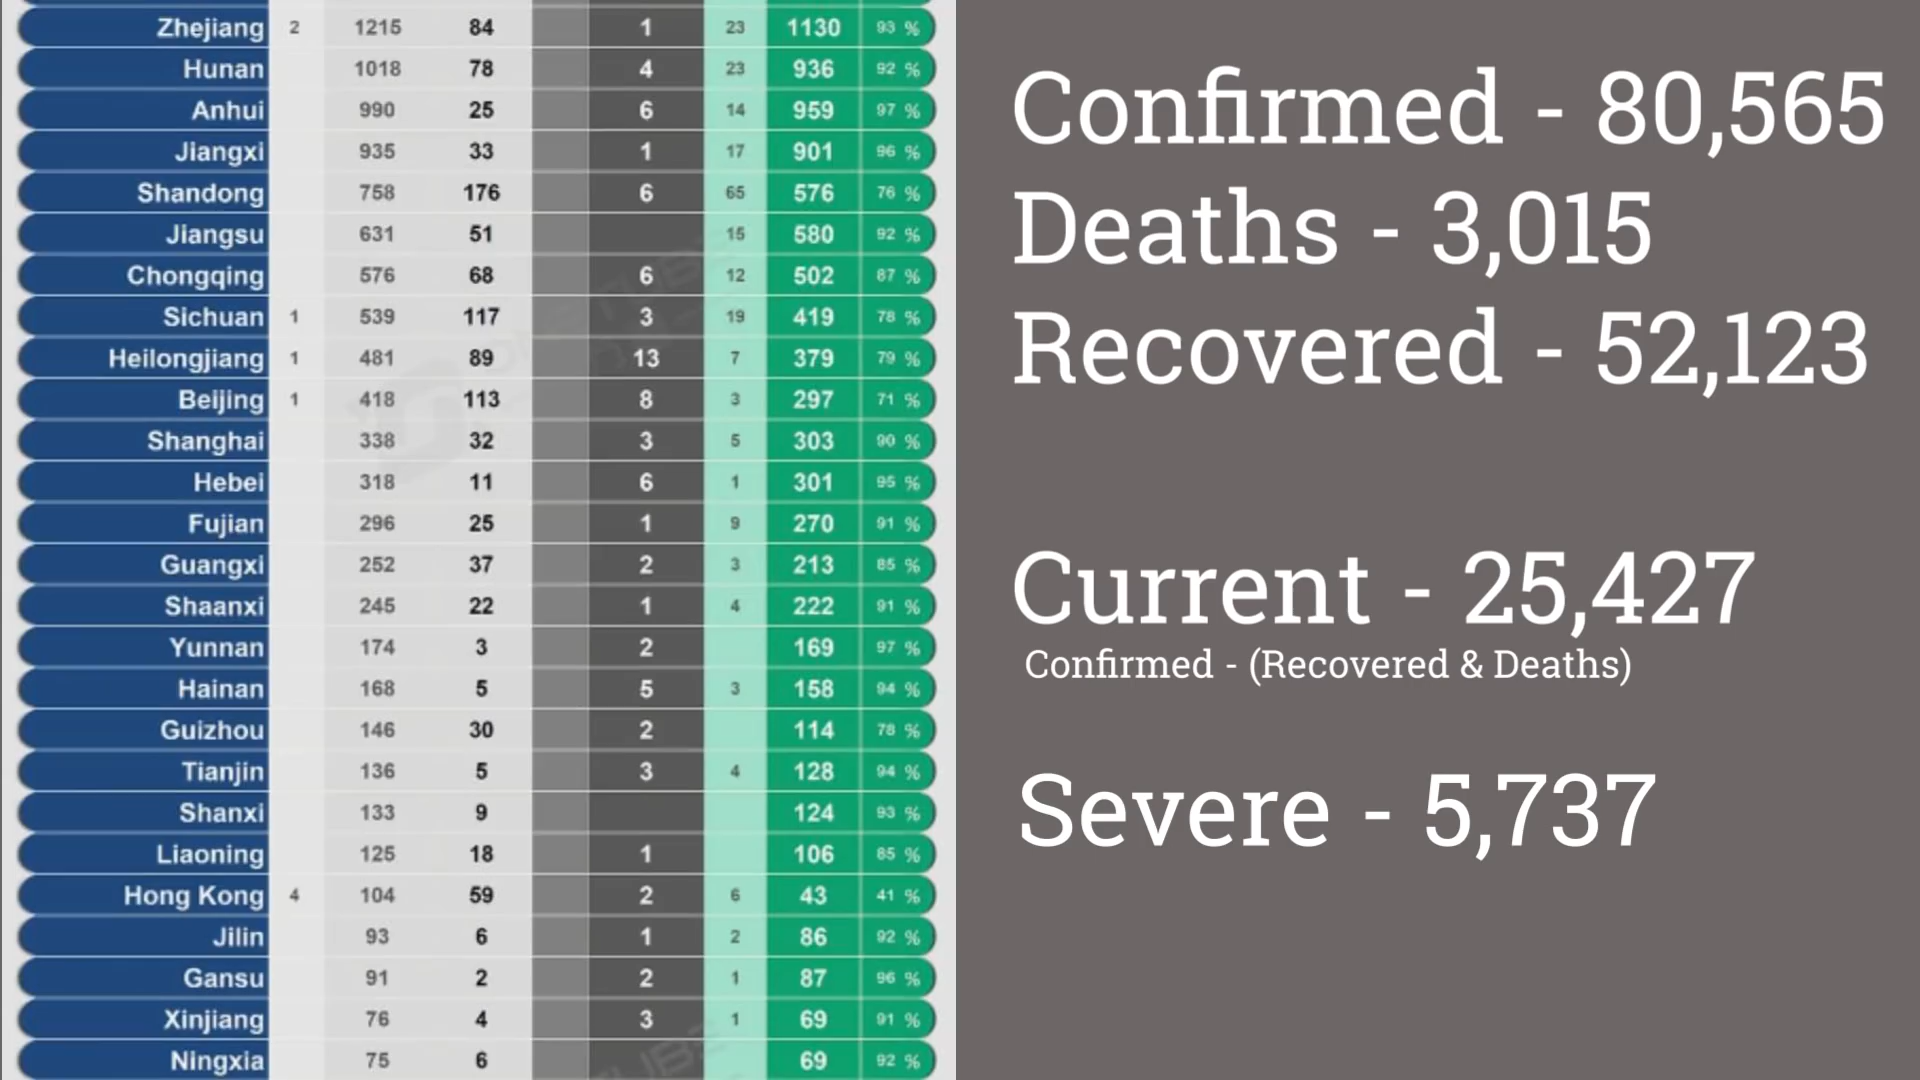 Zhejiang 2 1215 84 1 23 1130 93 %
Hunan 1018 78 4 23 936 92 %
Anhui 990 25 6 14 959 97 %
Jiangxi 935 33 1 17 901 96 %
Shandong 758 176 6 65 576 76 %
Jiangsu 631 51 15 580 92 %
Chongqing 576 68 6 12 502 87 %
Sichuan 1 539 117 3 19 419 78 %
Heilongjiang 1 481 89 13 7 379 79 %
Beijing 1 418 113 8 3 297 71 %
Shanghai 338 32 3 5 303 90 %
Hebei 318 11 6 1 301 95 %
Fujian 296 25 1 9 270 91 %
Guangxi 252 37 2 3 213 85 %
Shaanxi 245 22 1 4 222 91 %
Yunnan 174 3 2 169 97 %
Hainan 168 5 5 3 158 94 %
Guizhou 146 30 2 114 78 %
Tianjin 136 5 3 4 128 94 %
Shanxi 133 9 124 93 %
Liaoning 125 18 1 106 85 %
Hong Kong 4 104 59 2 6 43 41 %
Jilin 93 6 1 2 86 92 %
Gansu 91 2 2 1 87 96 %
Xinjiang 76 4 3 1 69 91 %
Ningxia 75 6 69 92 %
Confirmed - 80,565
Deaths - 3,015
Recovered - 52,123
Current - 25,427
Confirmed - (Recovered & Deaths)
Severe - 5,737